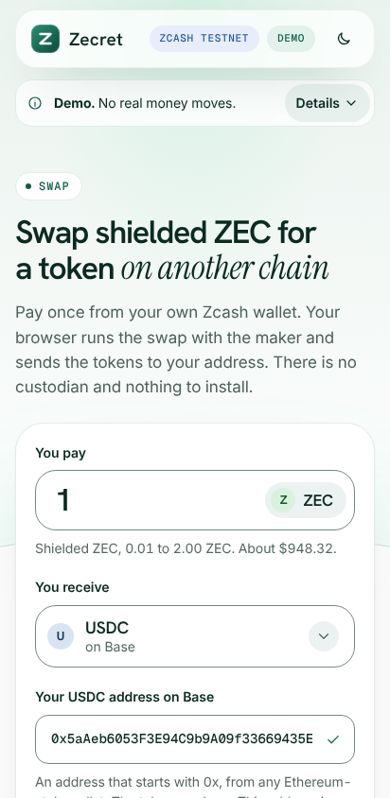 Z Zecret ZCASH TESTNET DEMO
Demo. No real money moves. Details
SWAP
Swap shielded ZEC for
a token on another chain
Pay once from your own Zcash wallet. Your
browser runs the swap with the maker and
sends the tokens to your address. There is no
custodian and nothing to install.
You pay
1 Z ZEC
Shielded ZEC, 0.01 to 2.00 ZEC. About $948.32.
You receive
U USDC
on Base
Your USDC address on Base
0x5aAeb6053F3E94C9b9A09f33669435E
An address that starts with 0x, from any Ethereum-